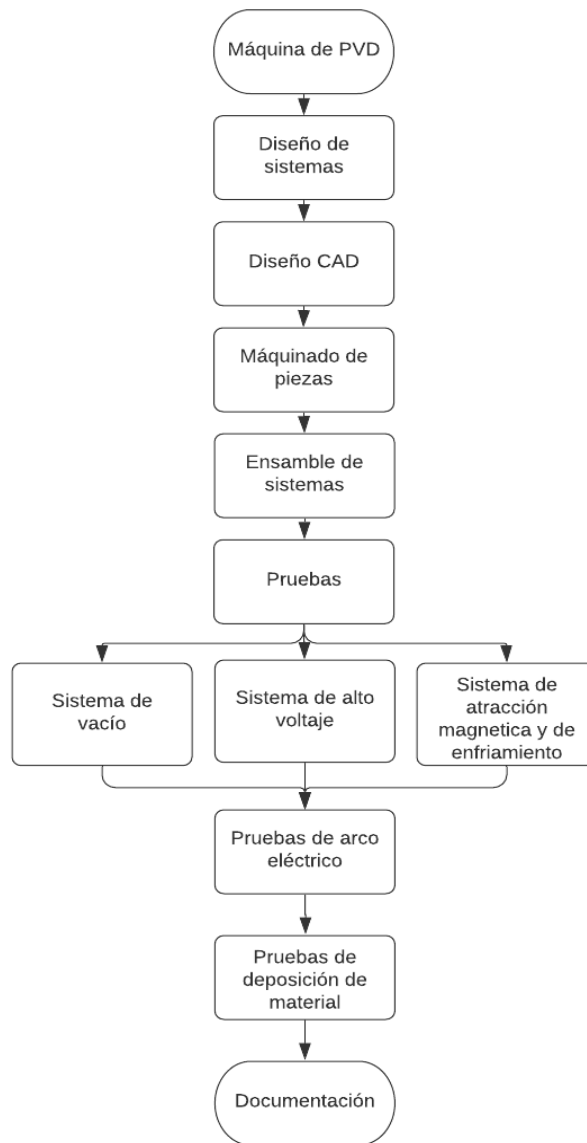 Máquina de PVD
Diseño de
sistemas
Diseño CAD
Máquinado de
piezas
Ensamble de
sistemas
Pruebas
Sistema de
vacío
Sistema de alto
voltaje
Sistema de
atracción
magnetica y de
enfriamiento
Pruebas de arco
eléctrico
Pruebas de
deposición de
material
Documentación